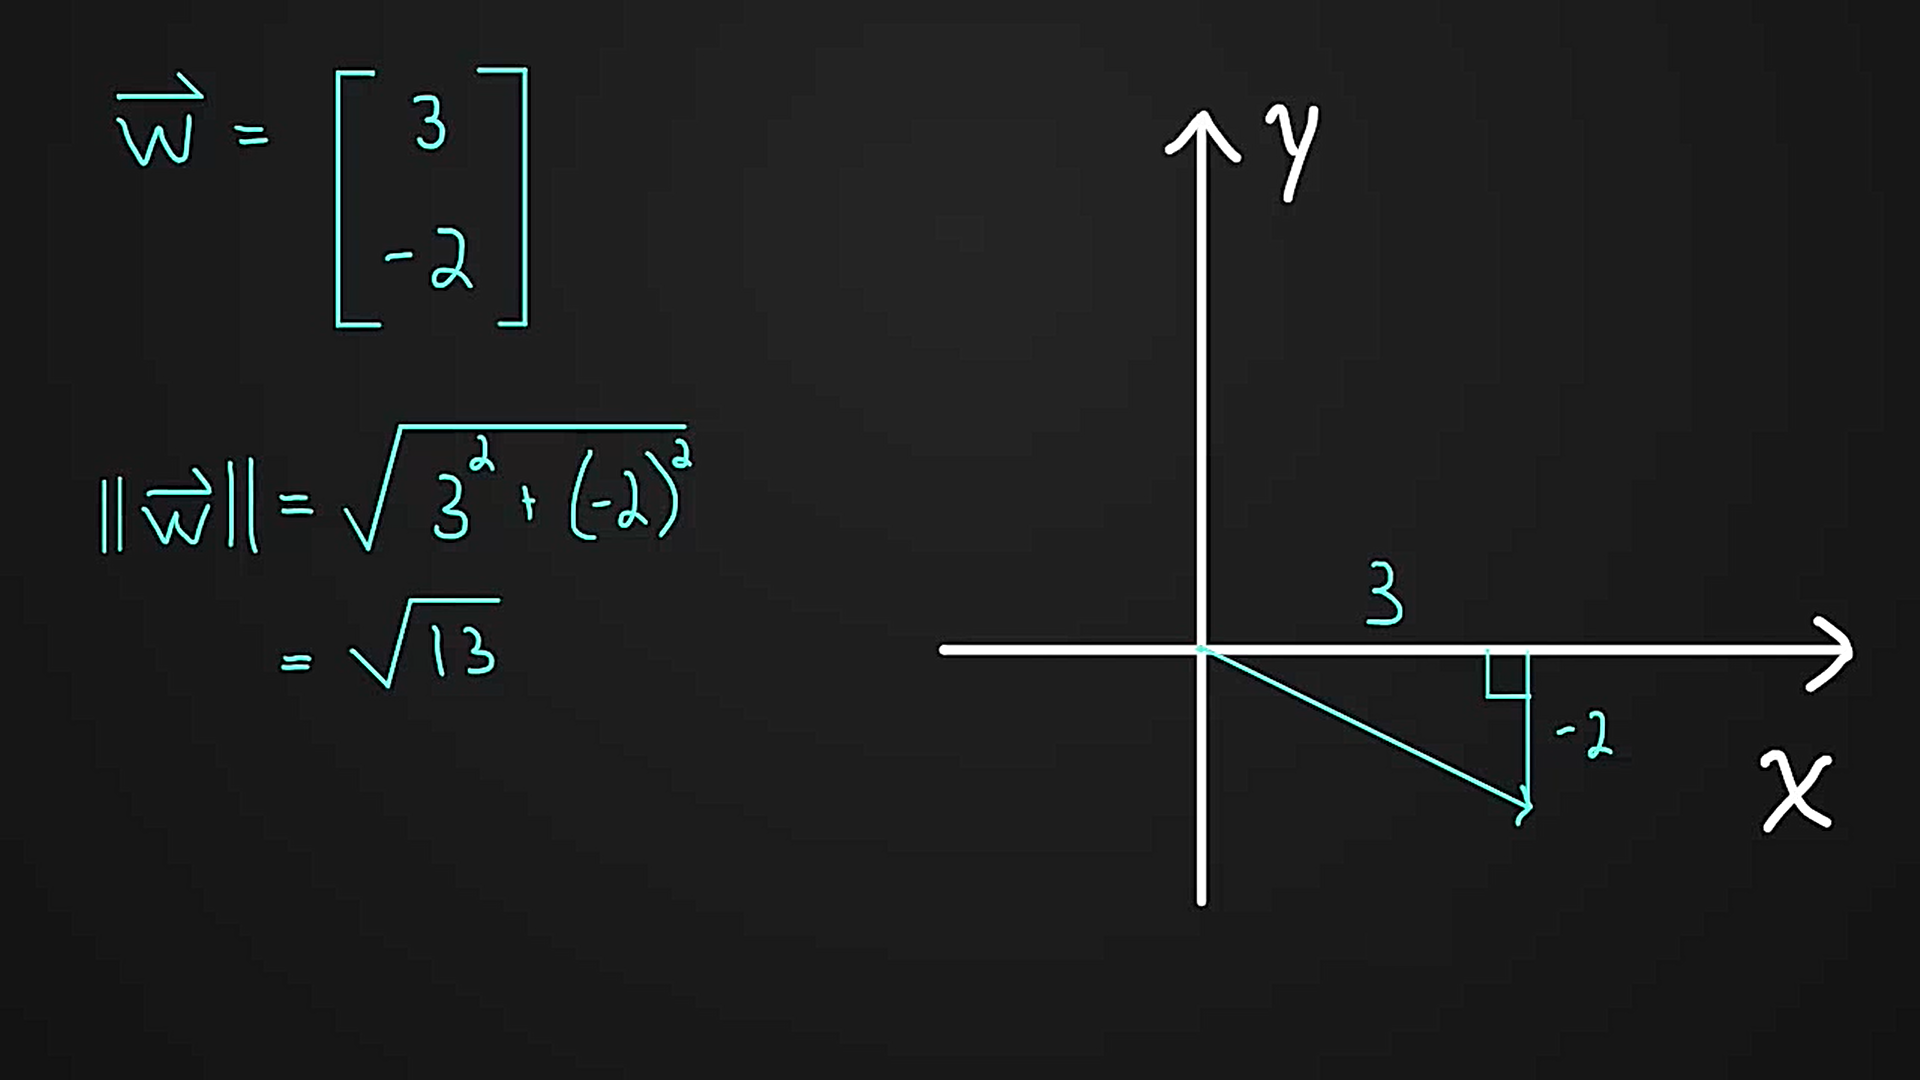 w⃗ = [ 3
-2 ]
||w⃗|| = √(3² + (-2)²)
= √13
y
3
-2
x